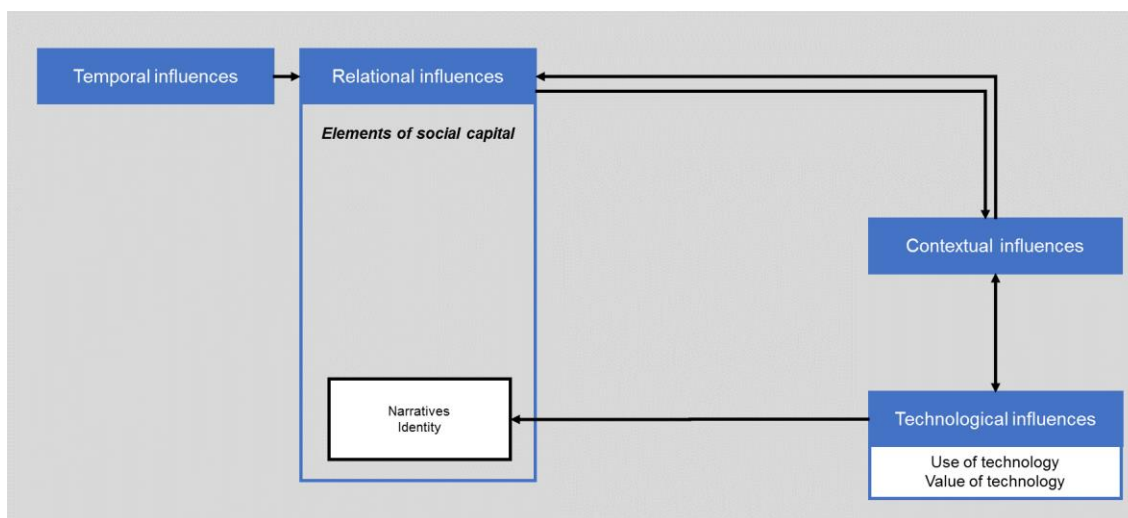 Temporal influences
Relational influences
Elements of social capital
Contextual influences
Narratives
Identity
Technological influences
Use of technology
Value of technology